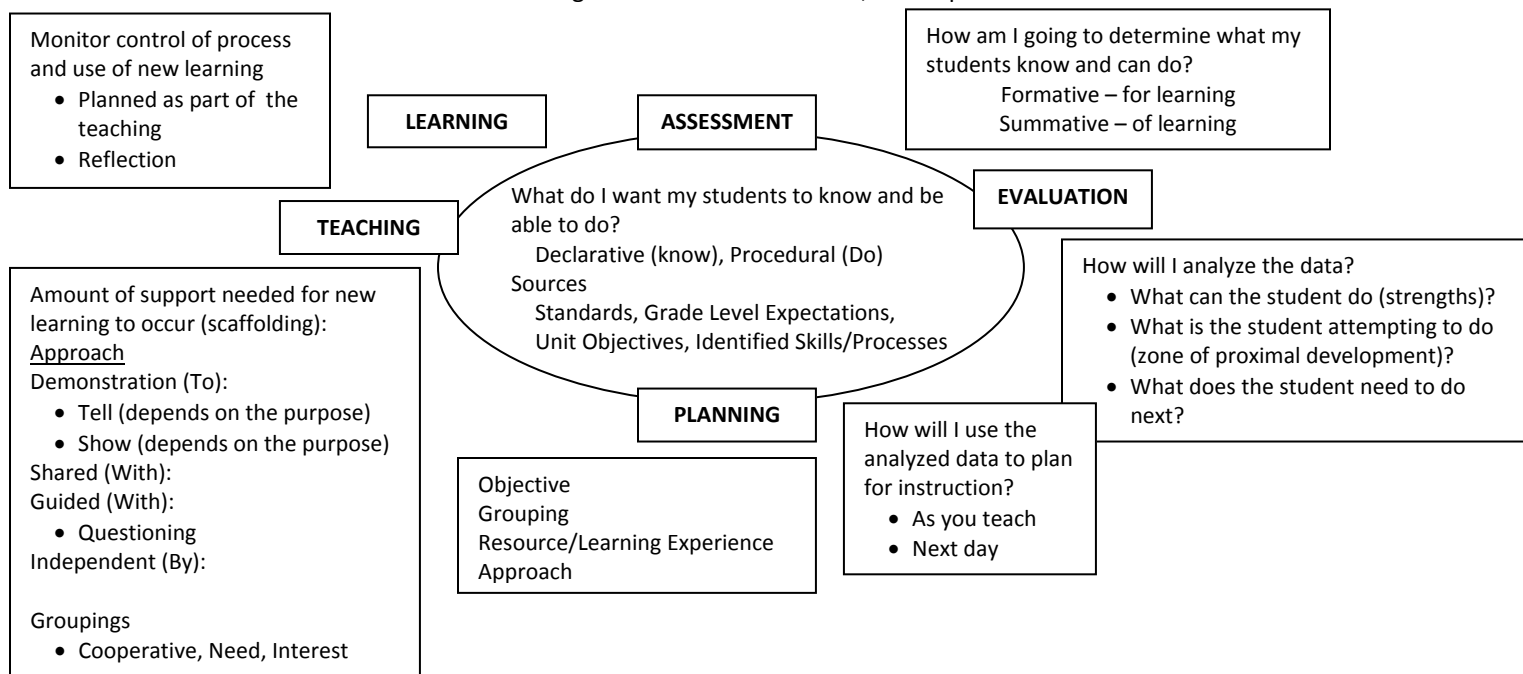 Monitor control of process
and use of new learning
• Planned as part of the
teaching
• Reflection
LEARNING
ASSESSMENT
How am I going to determine what my
students know and can do?
Formative – for learning
Summative – of learning
TEACHING
What do I want my students to know and be
able to do?
Declarative (know), Procedural (Do)
Sources
Standards, Grade Level Expectations,
Unit Objectives, Identified Skills/Processes
EVALUATION
How will I analyze the data?
• What can the student do (strengths)?
• What is the student attempting to do
(zone of proximal development)?
• What does the student need to do
next?
Amount of support needed for new
learning to occur (scaffolding):
Approach
Demonstration (To):
• Tell (depends on the purpose)
• Show (depends on the purpose)
Shared (With):
Guided (With):
• Questioning
Independent (By):
Groupings
• Cooperative, Need, Interest
PLANNING
Objective
Grouping
Resource/Learning Experience
Approach
How will I use the
analyzed data to plan
for instruction?
• As you teach
• Next day